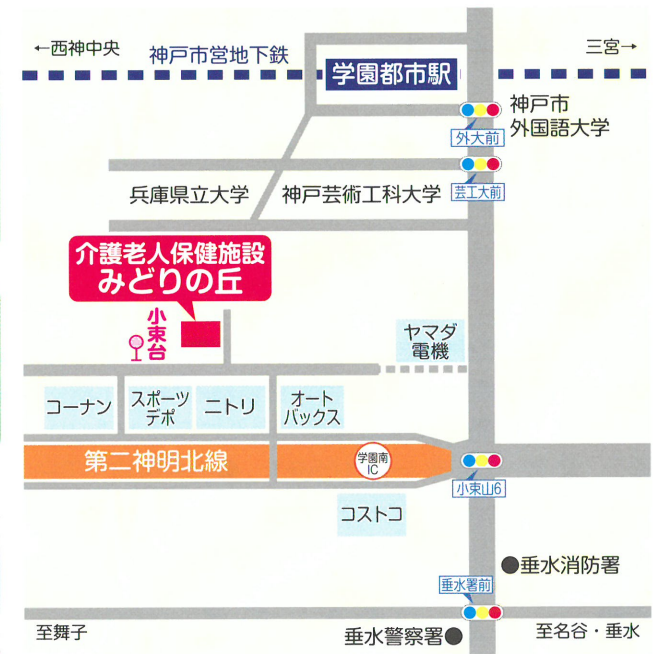 ←西神中央
神戸市営地下鉄
三宮→
学園都市駅
神戸市
外国語大学
外大前
芸工大前
兵庫県立大学
神戸芸術工科大学
介護老人保健施設
みどりの丘
小束台
ヤマダ
電機
コーナン
スポーツ
デポ
ニトリ
オート
バックス
第二神明北線
学園南
IC
小束山6
コストコ
垂水消防署
垂水署前
至舞子
垂水警察署
至名谷・垂水